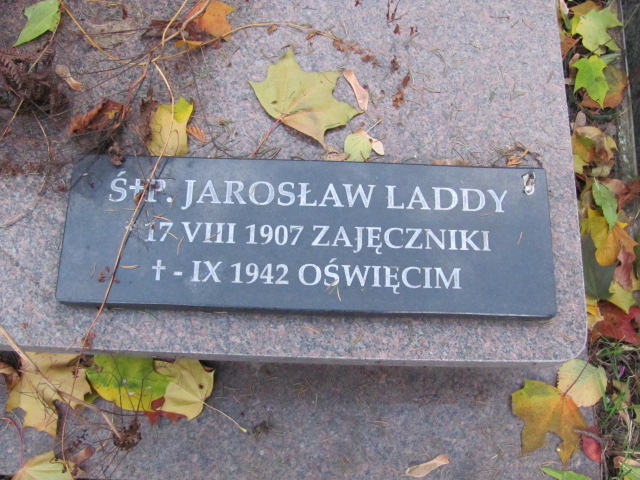 Ś✝P. JAROSŁAW LADDY
17 VIII 1907 ZAJĘCZNIKI
✝ - IX 1942 OŚWIĘCIM